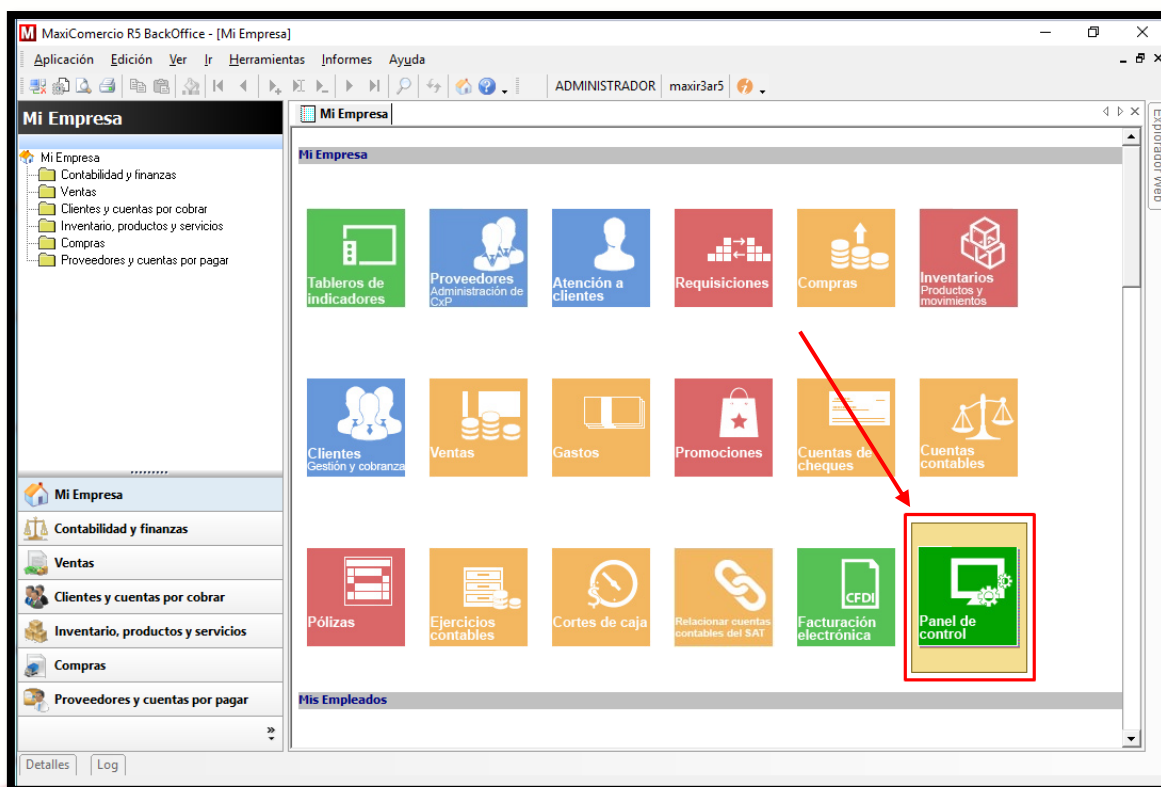 MaxiComercio R5 BackOffice - [Mi Empresa]
Aplicación Edición Ver Ir Herramientas Informes Ayuda
ADMINISTRADOR maxir3ar5
Mi Empresa
Mi Empresa
Contabilidad y finanzas
Ventas
Clientes y cuentas por cobrar
Inventario, productos y servicios
Compras
Proveedores y cuentas por pagar
Mi Empresa
Contabilidad y finanzas
Ventas
Clientes y cuentas por cobrar
Inventario, productos y servicios
Compras
Proveedores y cuentas por pagar
Mi Empresa
Explorador Web
Mi Empresa
Tableros de
indicadores
Proveedores
Administración de
CxP
Atención a
clientes
Requisiciones
Compras
Inventarios
Productos y
movimientos
Clientes
Gestión y cobranza
Ventas
Gastos
Promociones
Cuentas de
cheques
Cuentas
contables
Pólizas
Ejercicios
contables
Cortes de caja
Relacionar cuentas
contables del SAT
CFDI
Facturación
electrónica
Panel de
control
Mis Empleados
Detalles Log